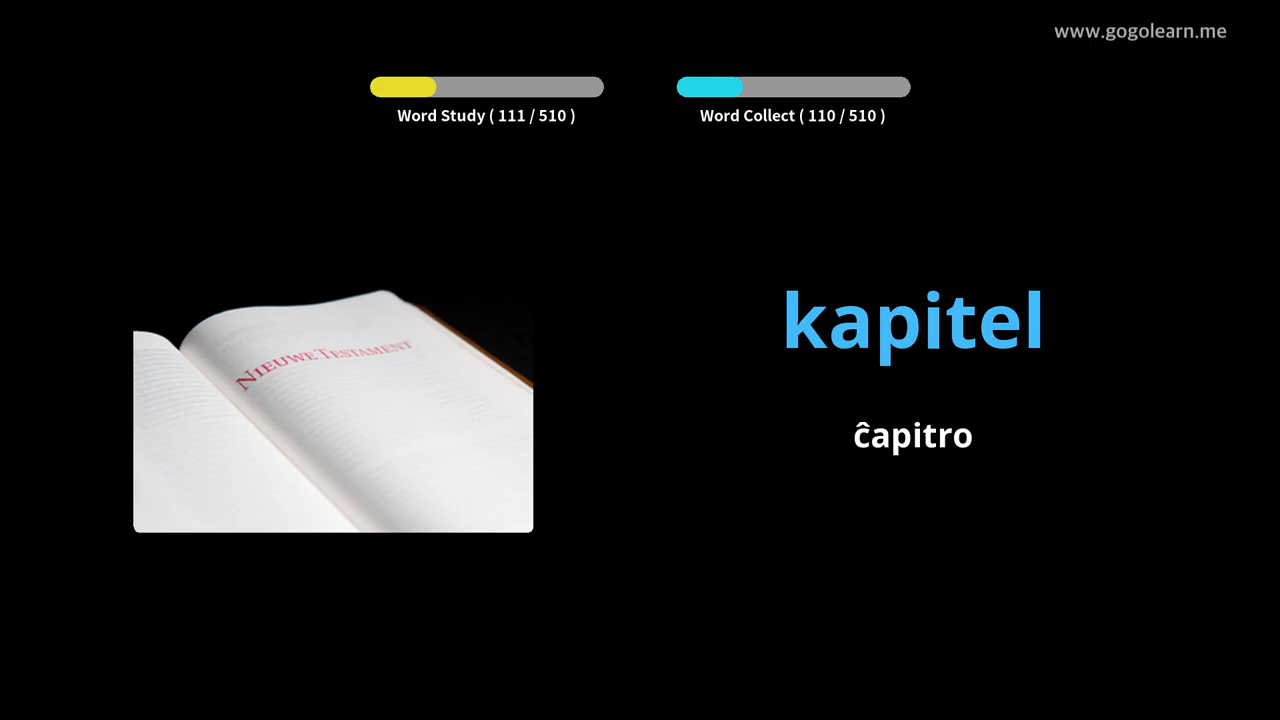 www.gogolearn.me
Word Study ( 111 / 510 )
Word Collect ( 110 / 510 )
NIEUWE TESTAMENT
kapitel
ĉapitro